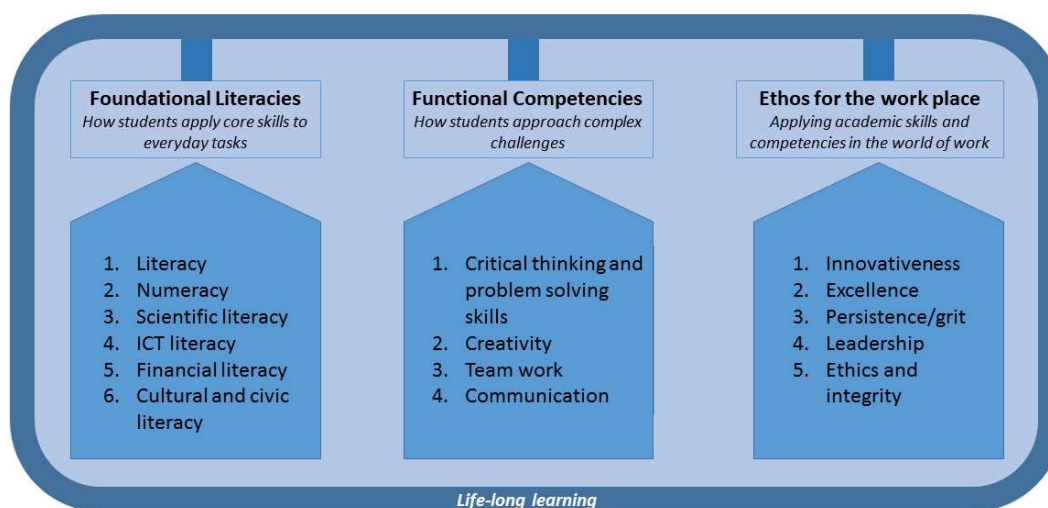 Foundational Literacies
How students apply core skills to
everyday tasks
1. Literacy
2. Numeracy
3. Scientific literacy
4. ICT literacy
5. Financial literacy
6. Cultural and civic
literacy
Functional Competencies
How students approach complex
challenges
1. Critical thinking and
problem solving
skills
2. Creativity
3. Team work
4. Communication
Ethos for the work place
Applying academic skills and
competencies in the world of work
1. Innovativeness
2. Excellence
3. Persistence/grit
4. Leadership
5. Ethics and
integrity
Life-long learning